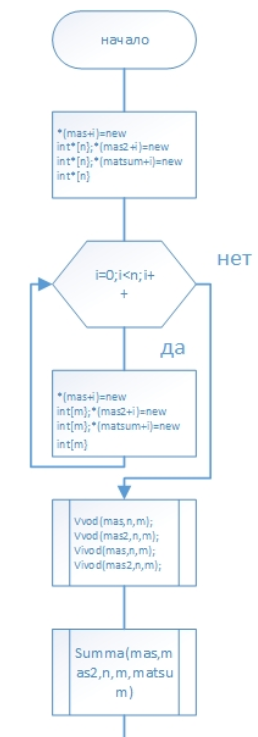 начало
*(mas+i)=new
int*[n};*(mas2+i)=new
int*[n};*(matsum+i)=new
int*[n}
i=0;i<n;i+
+
нет
да
*(mas+i)=new
int[m};*(mas2+i)=new
int[m};*(matsum+i)=new
int[m}
Vvod(mas,n,m);
Vvod(mas2,n,m);
Vivod(mas,n,m);
Vivod(mas2,n,m);
Summa(mas,m
as2,n,m,matsu
m)